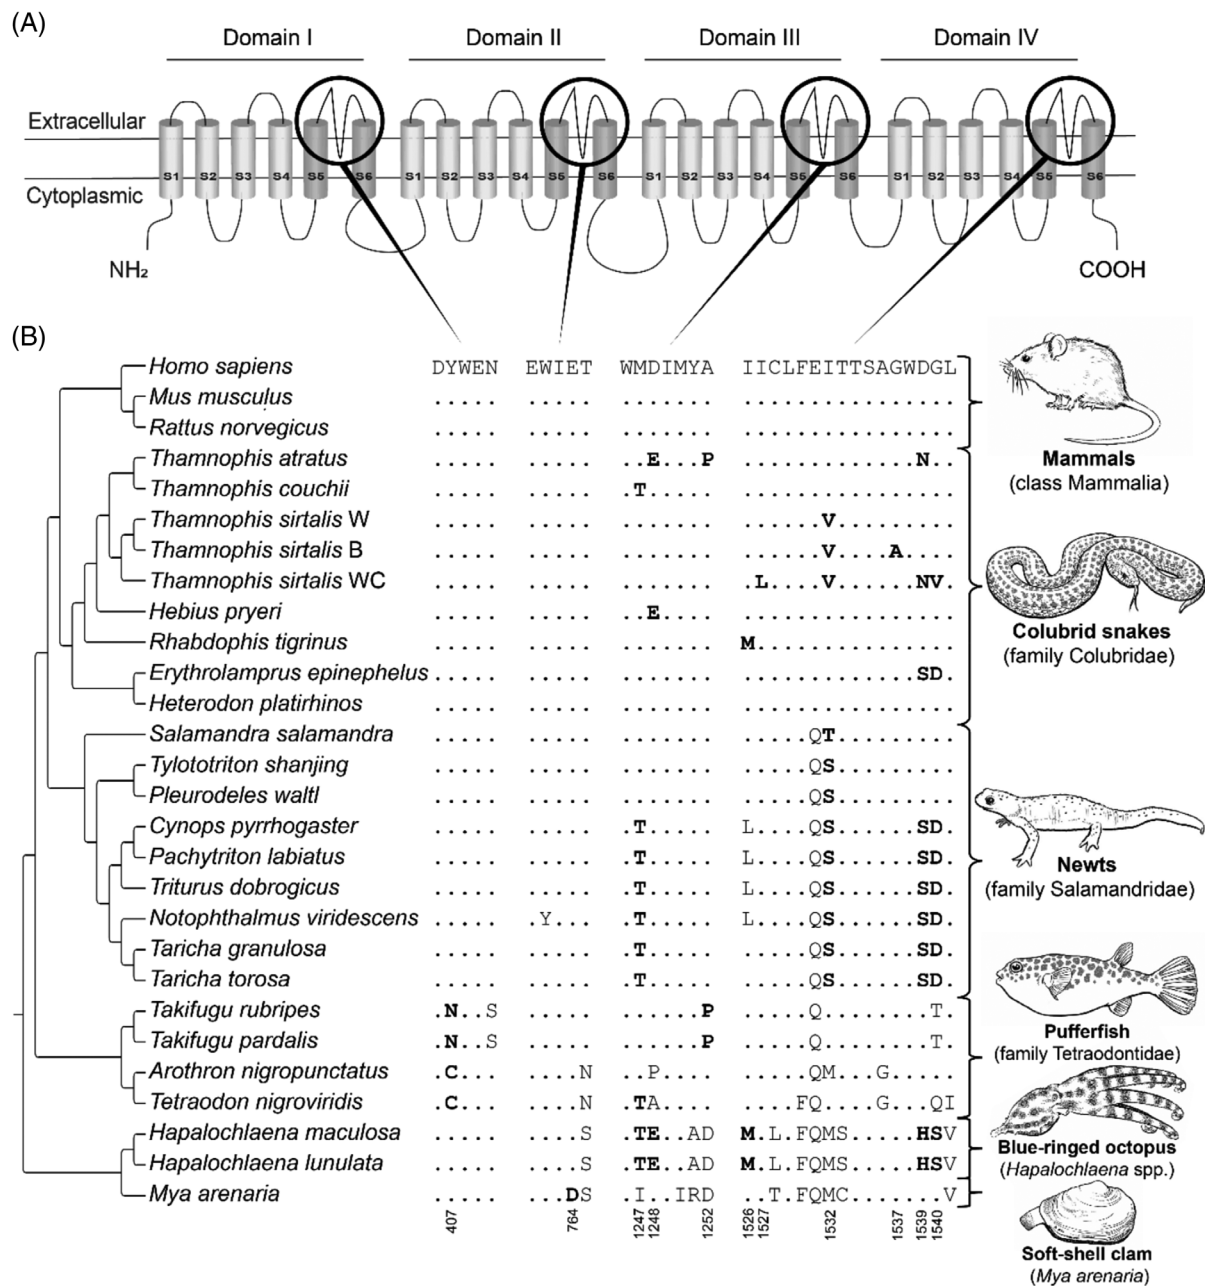 (A)
Domain I Domain II Domain III Domain IV
Extracellular
S1 S2 S3 S4 S5 S6 S1 S2 S3 S4 S5 S6 S1 S2 S3 S4 S5 S6 S1 S2 S3 S4 S5 S6
Cytoplasmic
NH₂ COOH
(B)
Homo sapiens DYWEN EWIET WMDIMYA IICLFEITTSAGWDGL
Mus musculus ..... ..... ....... ................
Rattus norvegicus ..... ..... ....... ................
Thamnophis atratus ..... ..... ..E...P .............N..
Thamnophis couchii ..... ..... .T..... ................
Thamnophis sirtalis W ..... ..... ....... ......V.........
Thamnophis sirtalis B ..... ..... ....... ......V....A....
Thamnophis sirtalis WC ..... ..... ....... .L....V......NV.
Hebius pryeri ..... ..... ..E.... ................
Rhabdophis tigrinus ..... ..... ....... M...............
Erythrolamprus epinephelus ..... ..... ....... .............SD.
Heterodon platirhinos ..... ..... ....... ................
Salamandra salamandra ..... ..... ....... .....QT.........
Tylototriton shanjing ..... ..... ....... .....QS.........
Pleurodeles waltl ..... ..... ....... .....QS.........
Cynops pyrrhogaster ..... ..... .T..... L....QS......SD.
Pachytriton labiatus ..... ..... .T..... L....QS......SD.
Triturus dobrogicus ..... ..... .T..... L....QS......SD.
Notophthalmus viridescens ..... .Y... .T..... L....QS......SD.
Taricha granulosa ..... ..... .T..... .....QS......SD.
Taricha torosa ..... ..... .T..... .....QS......SD.
Takifugu rubripes .N..S ..... ......P .....Q........T.
Takifugu pardalis .N..S ..... ......P .....Q........T.
Arothron nigropunctatus .C... ....N ..P.... .....QM...G.....
Tetraodon nigroviridis .C... ....N .TA.... ....FQ....G...QI
Hapalochlaena maculosa ..... ....S .TE..AD M.L.FQMS.....HSV
Hapalochlaena lunulata ..... ....S .TE..AD M.L.FQMS.....HSV
Mya arenaria ..... ...DS .I..IRD ..T.FQMC.......V
407 764 1247 1248 1252 1526 1527 1532 1537 1539 1540
Mammals
(class Mammalia)
Colubrid snakes
(family Colubridae)
Newts
(family Salamandridae)
Pufferfish
(family Tetraodontidae)
Blue-ringed octopus
(Hapalochlaena spp.)
Soft-shell clam
(Mya arenaria)